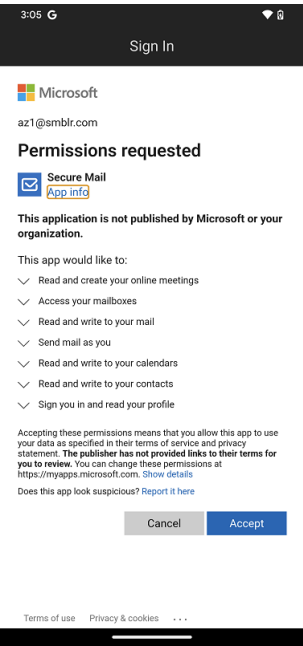 3:05 G
Sign In
Microsoft
az1@smblr.com
Permissions requested
Secure Mail
App info
This application is not published by Microsoft or your
organization.
This app would like to:
Read and create your online meetings
Access your mailboxes
Read and write to your mail
Send mail as you
Read and write to your calendars
Read and write to your contacts
Sign you in and read your profile
Accepting these permissions means that you allow this app to use
your data as specified in their terms of service and privacy
statement. The publisher has not provided links to their terms for
you to review. You can change these permissions at
https://myapps.microsoft.com. Show details
Does this app look suspicious? Report it here
Cancel Accept
Terms of use Privacy & cookies ...